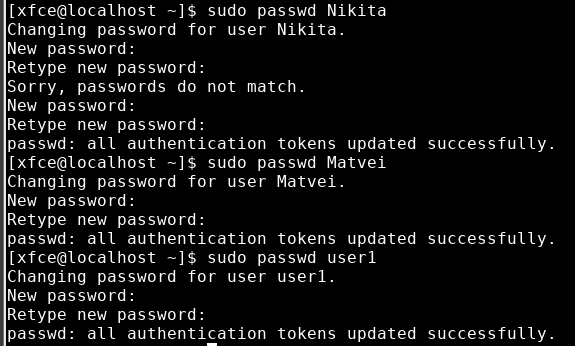 [xfce@localhost ~]$ sudo passwd Nikita
Changing password for user Nikita.
New password:
Retype new password:
Sorry, passwords do not match.
New password:
Retype new password:
passwd: all authentication tokens updated successfully.
[xfce@localhost ~]$ sudo passwd Matvei
Changing password for user Matvei.
New password:
Retype new password:
passwd: all authentication tokens updated successfully.
[xfce@localhost ~]$ sudo passwd user1
Changing password for user user1.
New password:
Retype new password:
passwd: all authentication tokens updated successfully.